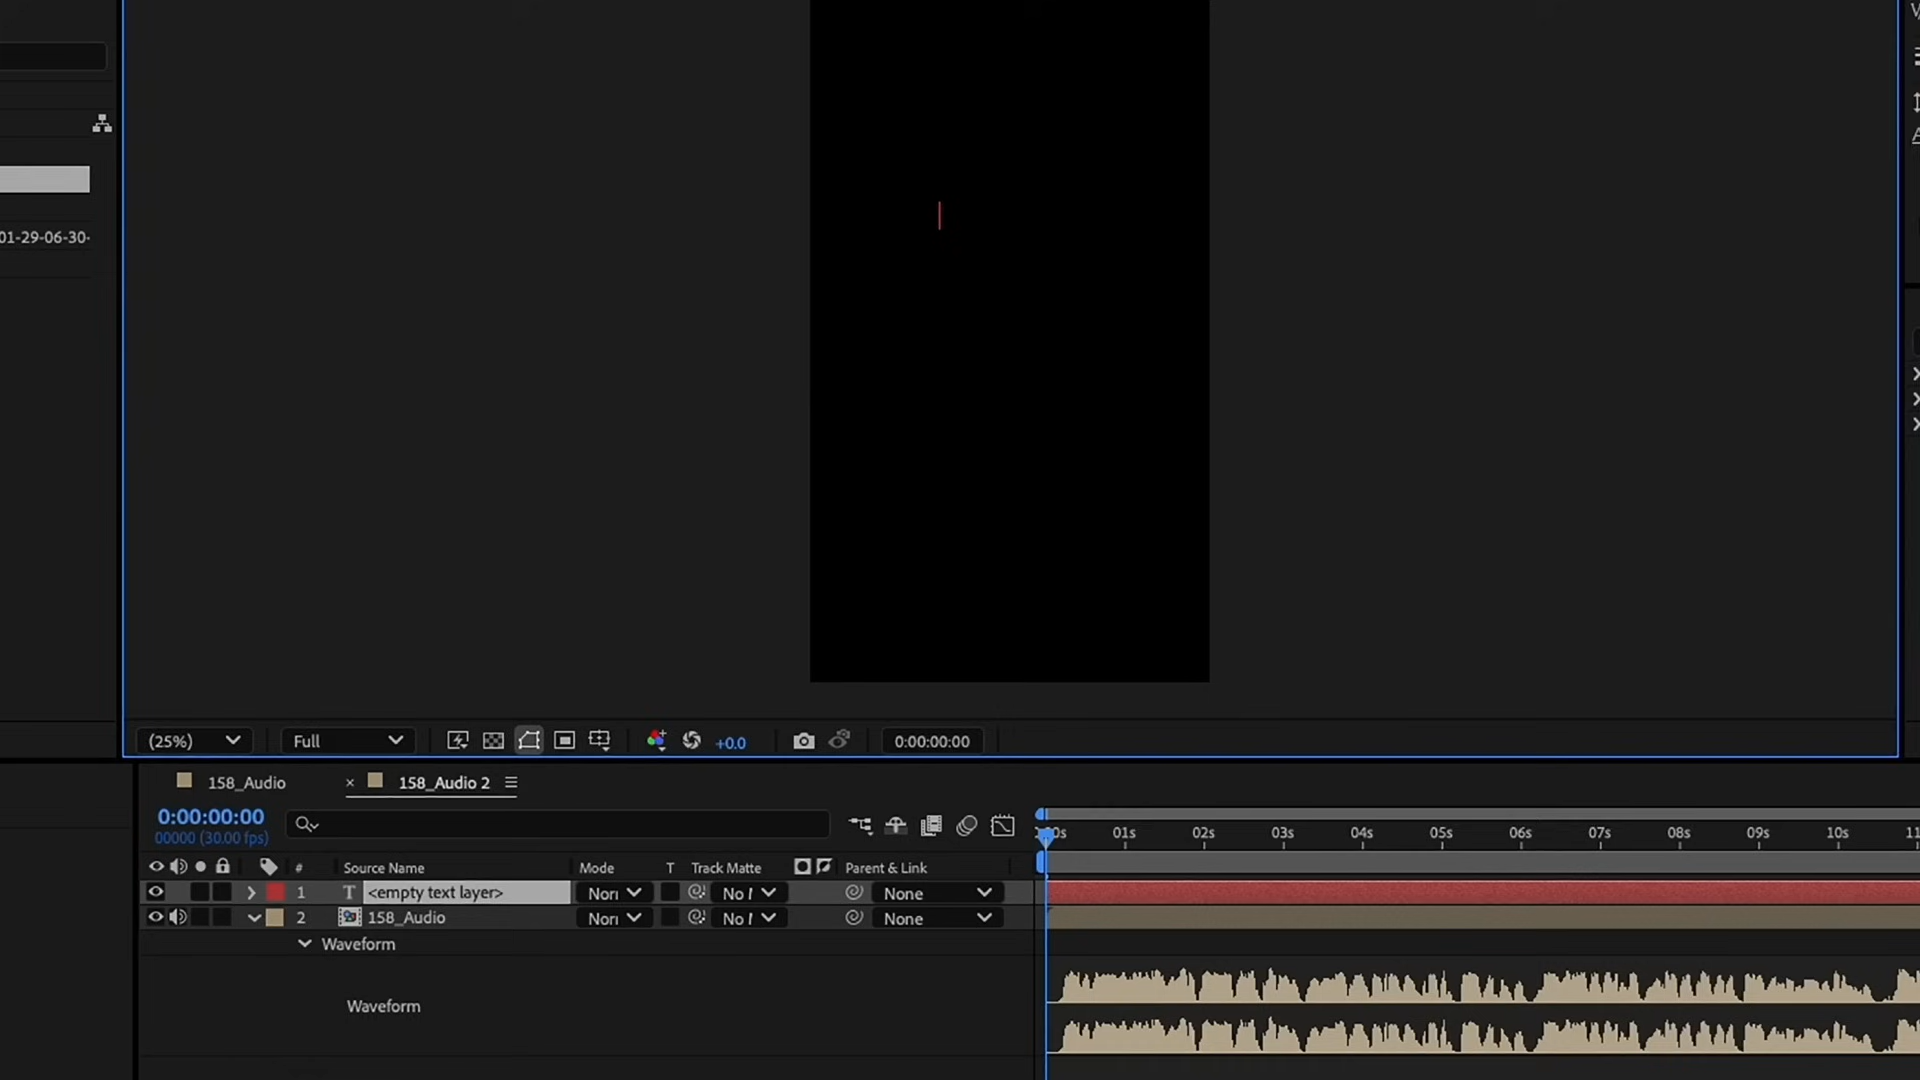 01-29-06-30-
(25%)
Full
+0.0
0:00:00:00
158_Audio
158_Audio 2
0:00:00:00
00000 (30.00 fps)
01s 02s 03s 04s 05s 06s 07s 08s 09s 10s 11
# Source Name Mode T Track Matte Parent & Link
1 T <empty text layer> Nor No None
2 158_Audio Nor No None
Waveform
Waveform